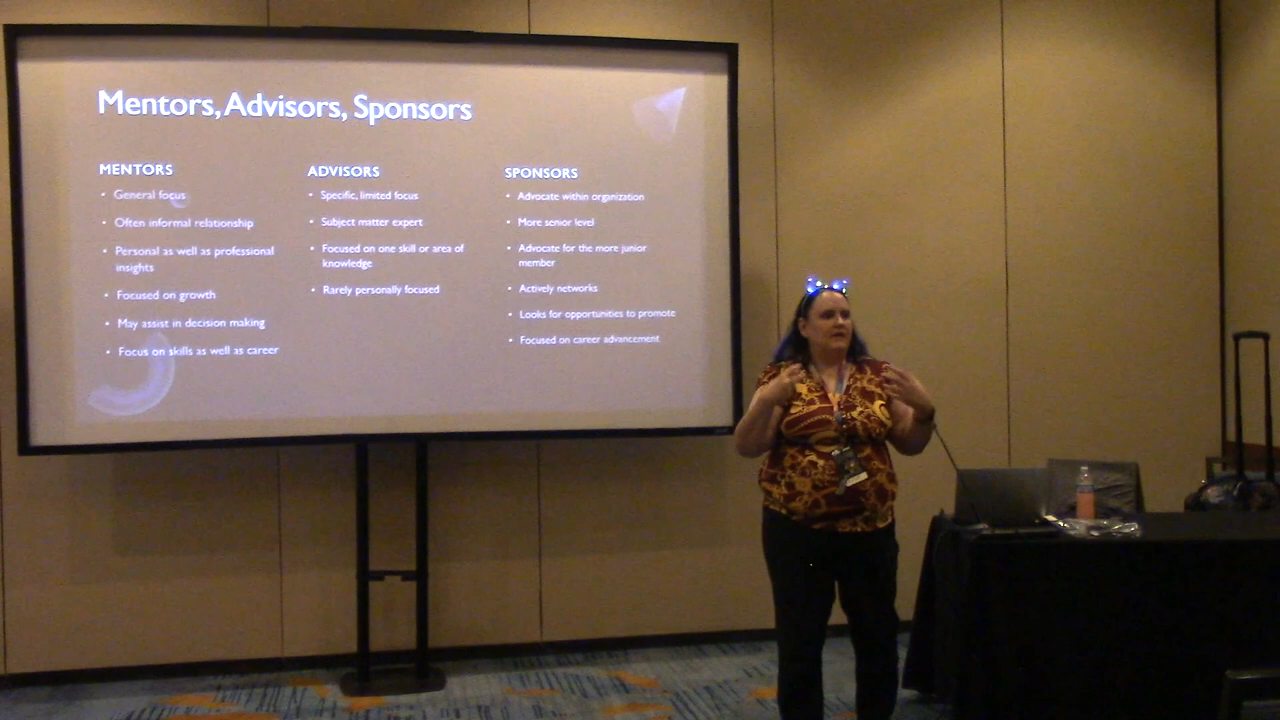 Mentors, Advisors, Sponsors
MENTORS
• General focus
• Often informal relationship
• Personal as well as professional
insights
• Focused on growth
• May assist in decision making
• Focus on skills as well as career
ADVISORS
• Specific, limited focus
• Subject matter expert
• Focused on one skill or area of
knowledge
• Rarely personally focused
SPONSORS
• Advocate within organization
• More senior level
• Advocate for the more junior
member
• Actively networks
• Looks for opportunities to promote
• Focused on career advancement